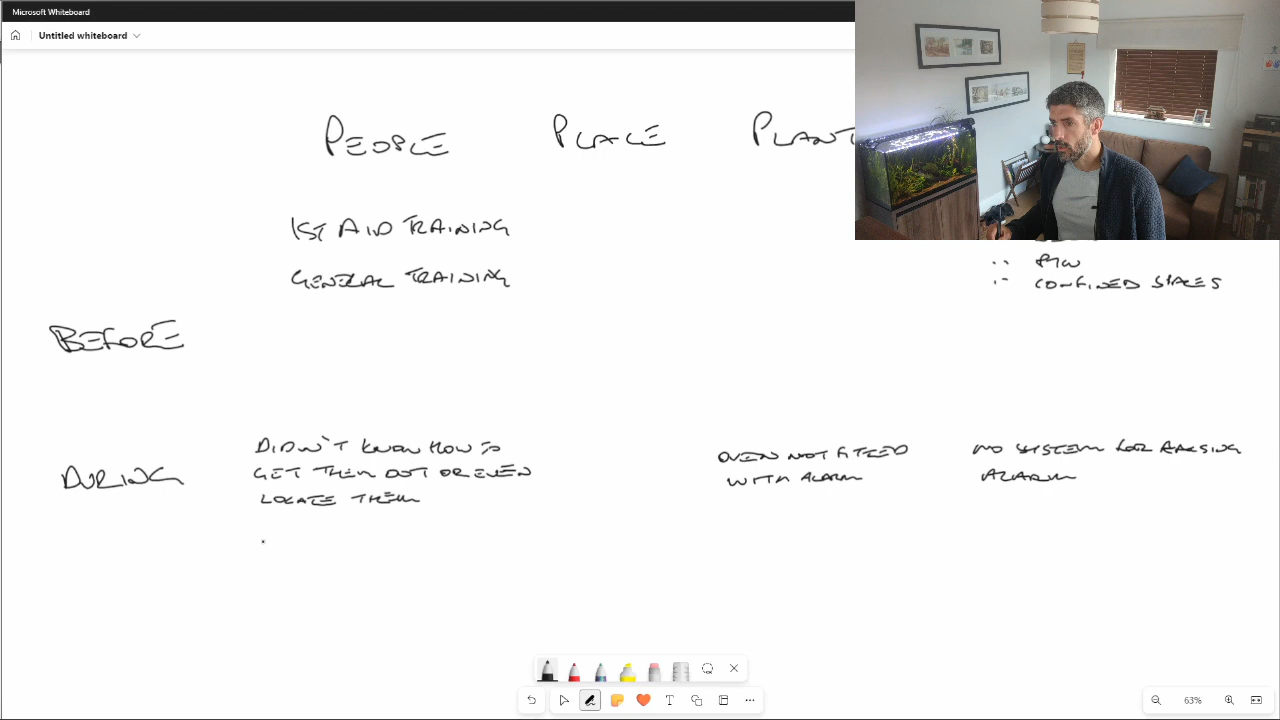 Microsoft Whiteboard
Untitled whiteboard
PEOPLE PLACE PLANT
1ST AID TRAINING
GENERAL TRAINING
PTW
CONFINED SPACES
BEFORE
DURING
DIDN'T KNOW HOW TO
GET THEM OUT OR EVEN
LOCATE THEM
OVEN NOT FITTED
WITH ALARM
NO SYSTEM FOR RAISING
ALARM
63%